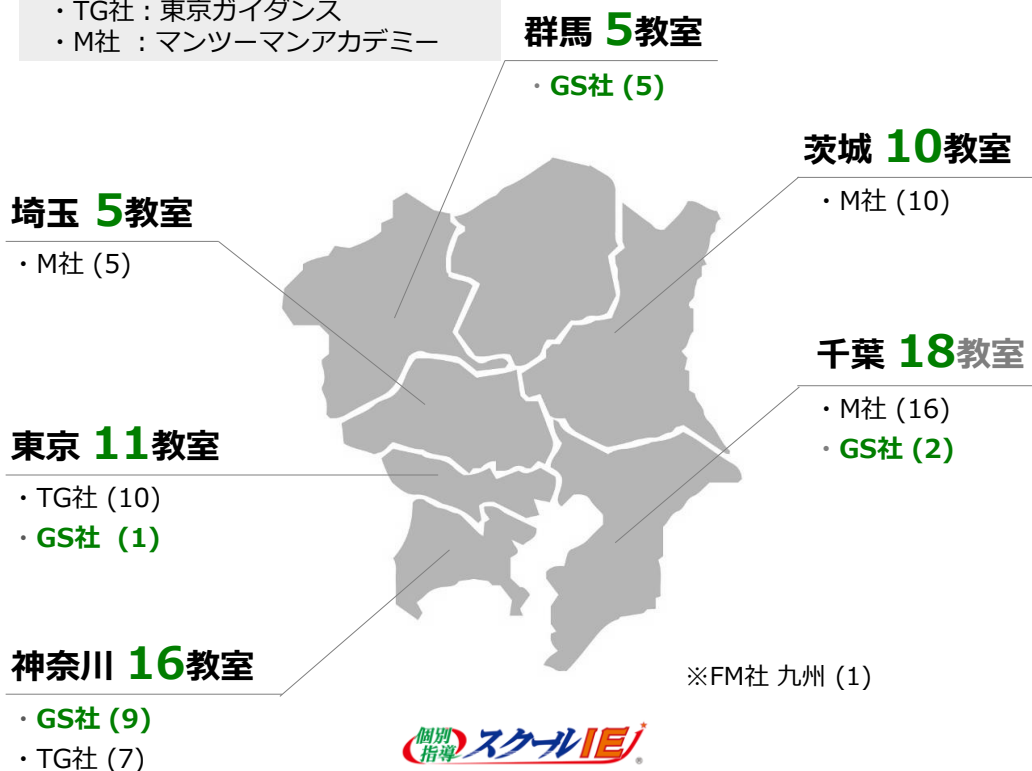 ・TG社：東京ガイダンス
・M社 ：マンツーマンアカデミー
群馬 5教室
・GS社 (5)
茨城 10教室
・M社 (10)
埼玉 5教室
・M社 (5)
千葉 18教室
・M社 (16)
・GS社 (2)
東京 11教室
・TG社 (10)
・GS社 (1)
神奈川 16教室
・GS社 (9)
・TG社 (7)
※FM社 九州 (1)
個別指導 スクールIE